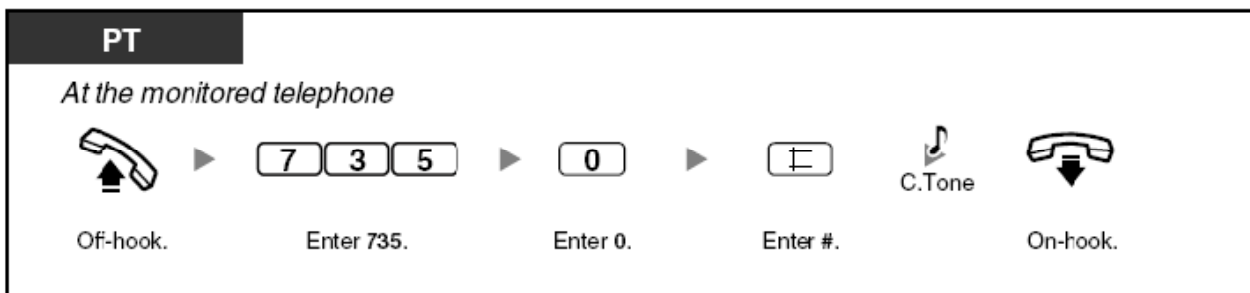 PT
At the monitored telephone
7 3 5 0 #
C.Tone
Off-hook. Enter 735. Enter 0. Enter #. On-hook.